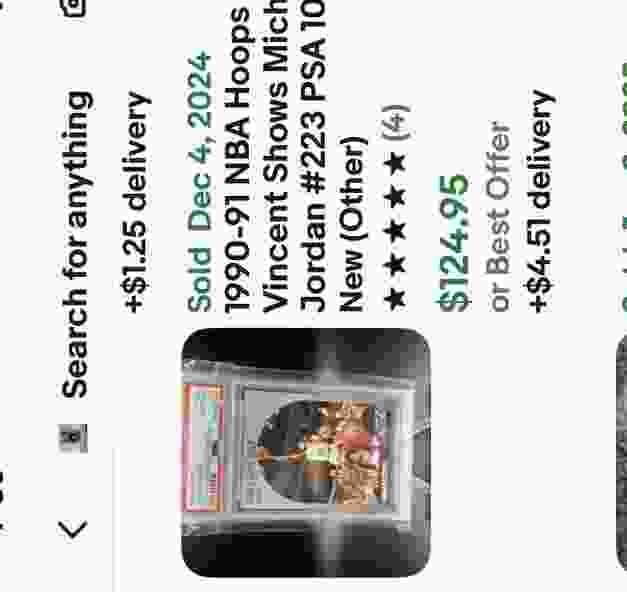 Search for anything
+$1.25 delivery
Sold Dec 4, 2024
1990-91 NBA Hoops
Vincent Shows Mich
Jordan #223 PSA 10
New (Other)
(4)
$124.95
or Best Offer
+$4.51 delivery